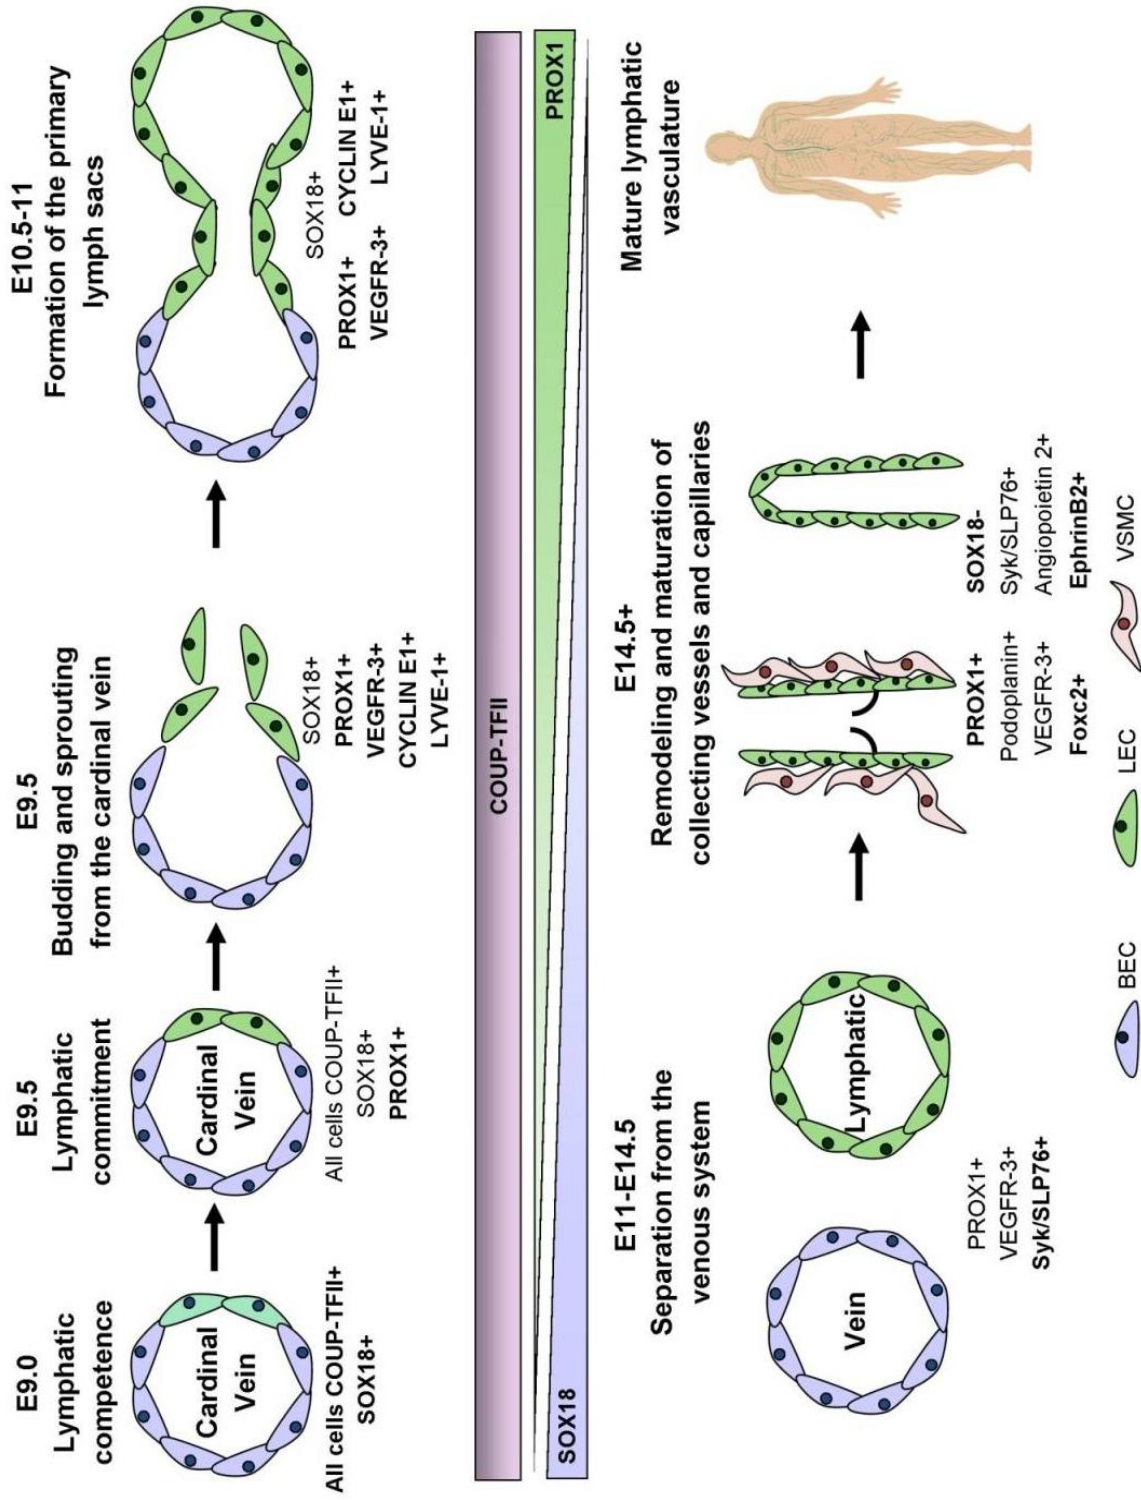 E9.0
Lymphatic
competence
Cardinal
Vein
All cells COUP-TFII+
SOX18+
E9.5
Lymphatic
commitment
Cardinal
Vein
All cells COUP-TFII+
SOX18+
PROX1+
E9.5
Budding and sprouting
from the cardinal vein
SOX18+
PROX1+
VEGFR-3+
CYCLIN E1+
LYVE-1+
E10.5-11
Formation of the primary
lymph sacs
SOX18+
PROX1+ CYCLIN E1+
VEGFR-3+ LYVE-1+
COUP-TFII
PROX1
SOX18
E11-E14.5
Separation from the
venous system
Vein
Lymphatic
PROX1+
VEGFR-3+
Syk/SLP76+
E14.5+
Remodeling and maturation of
collecting vessels and capillaries
PROX1+
Podoplanin+
VEGFR-3+
Foxc2+
SOX18-
Syk/SLP76+
Angiopoietin 2+
EphrinB2+
Mature lymphatic
vasculature
BEC
LEC
VSMC